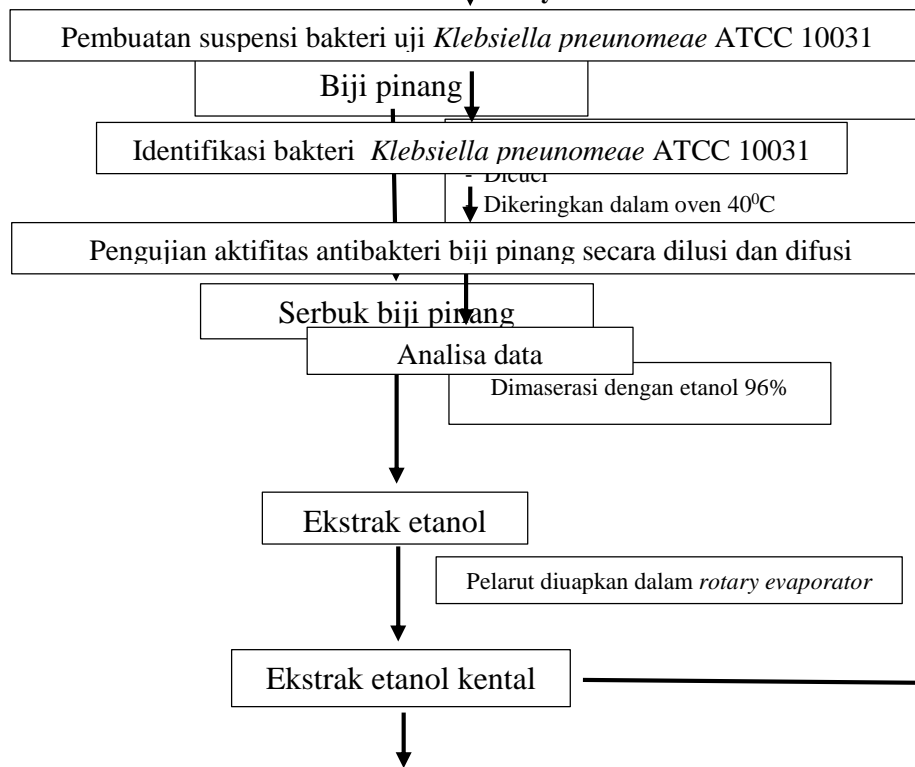 Pembuatan suspensi bakteri uji Klebsiella pneunomeae ATCC 10031
Biji pinang
Identifikasi bakteri Klebsiella pneunomeae ATCC 10031
- Dicuci
Dikeringkan dalam oven 40⁰C
Pengujian aktifitas antibakteri biji pinang secara dilusi dan difusi
Serbuk biji pinang
Analisa data
Dimaserasi dengan etanol 96%
Ekstrak etanol
Pelarut diuapkan dalam rotary evaporator
Ekstrak etanol kental